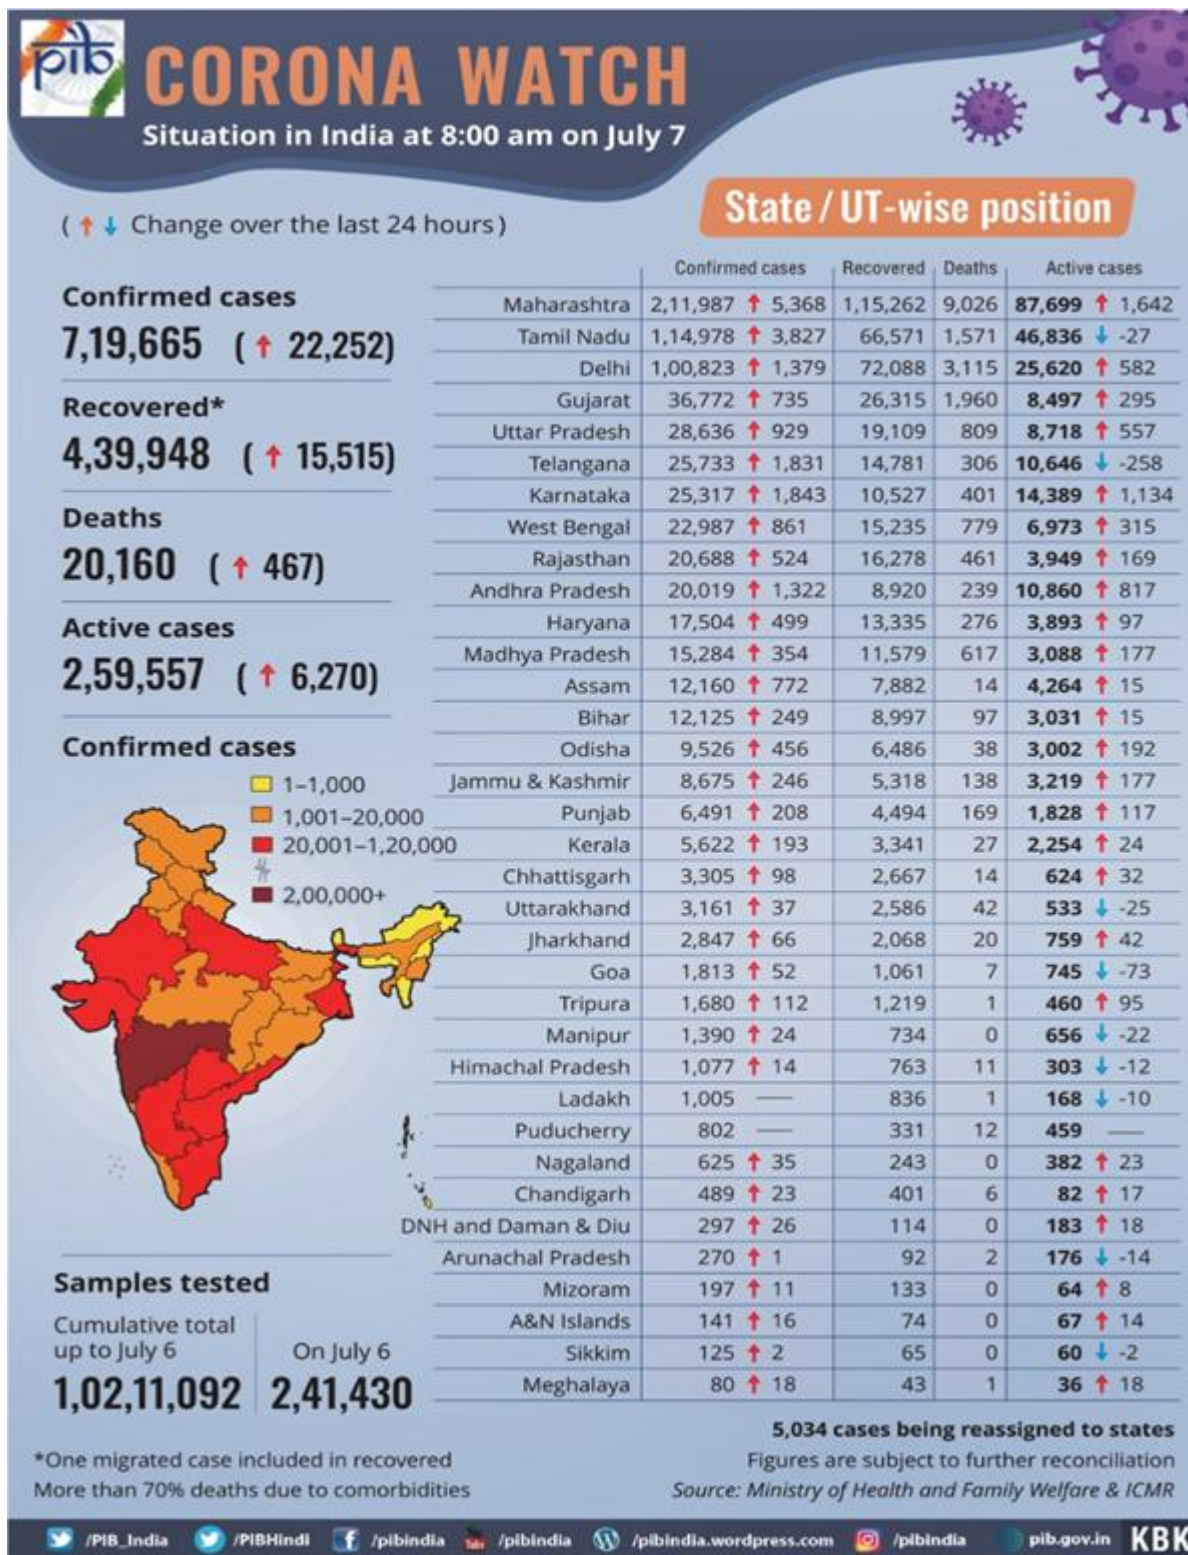 pib
CORONA WATCH
Situation in India at 8:00 am on July 7
(↑ ↓ Change over the last 24 hours)
Confirmed cases
7,19,665 (↑ 22,252)
Recovered*
4,39,948 (↑ 15,515)
Deaths
20,160 (↑ 467)
Active cases
2,59,557 (↑ 6,270)
Confirmed cases
1–1,000
1,001–20,000
20,001–1,20,000
2,00,000+
Samples tested
Cumulative total
up to July 6
1,02,11,092
On July 6
2,41,430
State / UT-wise position
Confirmed cases Recovered Deaths Active cases
Maharashtra 2,11,987 ↑ 5,368 1,15,262 9,026 87,699 ↑ 1,642
Tamil Nadu 1,14,978 ↑ 3,827 66,571 1,571 46,836 ↓ -27
Delhi 1,00,823 ↑ 1,379 72,088 3,115 25,620 ↑ 582
Gujarat 36,772 ↑ 735 26,315 1,960 8,497 ↑ 295
Uttar Pradesh 28,636 ↑ 929 19,109 809 8,718 ↑ 557
Telangana 25,733 ↑ 1,831 14,781 306 10,646 ↓ -258
Karnataka 25,317 ↑ 1,843 10,527 401 14,389 ↑ 1,134
West Bengal 22,987 ↑ 861 15,235 779 6,973 ↑ 315
Rajasthan 20,688 ↑ 524 16,278 461 3,949 ↑ 169
Andhra Pradesh 20,019 ↑ 1,322 8,920 239 10,860 ↑ 817
Haryana 17,504 ↑ 499 13,335 276 3,893 ↑ 97
Madhya Pradesh 15,284 ↑ 354 11,579 617 3,088 ↑ 177
Assam 12,160 ↑ 772 7,882 14 4,264 ↑ 15
Bihar 12,125 ↑ 249 8,997 97 3,031 ↑ 15
Odisha 9,526 ↑ 456 6,486 38 3,002 ↑ 192
Jammu & Kashmir 8,675 ↑ 246 5,318 138 3,219 ↑ 177
Punjab 6,491 ↑ 208 4,494 169 1,828 ↑ 117
Kerala 5,622 ↑ 193 3,341 27 2,254 ↑ 24
Chhattisgarh 3,305 ↑ 98 2,667 14 624 ↑ 32
Uttarakhand 3,161 ↑ 37 2,586 42 533 ↓ -25
Jharkhand 2,847 ↑ 66 2,068 20 759 ↑ 42
Goa 1,813 ↑ 52 1,061 7 745 ↓ -73
Tripura 1,680 ↑ 112 1,219 1 460 ↑ 95
Manipur 1,390 ↑ 24 734 0 656 ↓ -22
Himachal Pradesh 1,077 ↑ 14 763 11 303 ↓ -12
Ladakh 1,005 — 836 1 168 ↓ -10
Puducherry 802 — 331 12 459 —
Nagaland 625 ↑ 35 243 0 382 ↑ 23
Chandigarh 489 ↑ 23 401 6 82 ↑ 17
DNH and Daman & Diu 297 ↑ 26 114 0 183 ↑ 18
Arunachal Pradesh 270 ↑ 1 92 2 176 ↓ -14
Mizoram 197 ↑ 11 133 0 64 ↑ 8
A&N Islands 141 ↑ 16 74 0 67 ↑ 14
Sikkim 125 ↑ 2 65 0 60 ↓ -2
Meghalaya 80 ↑ 18 43 1 36 ↑ 18
5,034 cases being reassigned to states
*One migrated case included in recovered
Figures are subject to further reconciliation
More than 70% deaths due to comorbidities
Source: Ministry of Health and Family Welfare & ICMR
/PIB_India /PIBHindi /pibindia /pibindia /pibindia.wordpress.com /pibindia pib.gov.in KBK